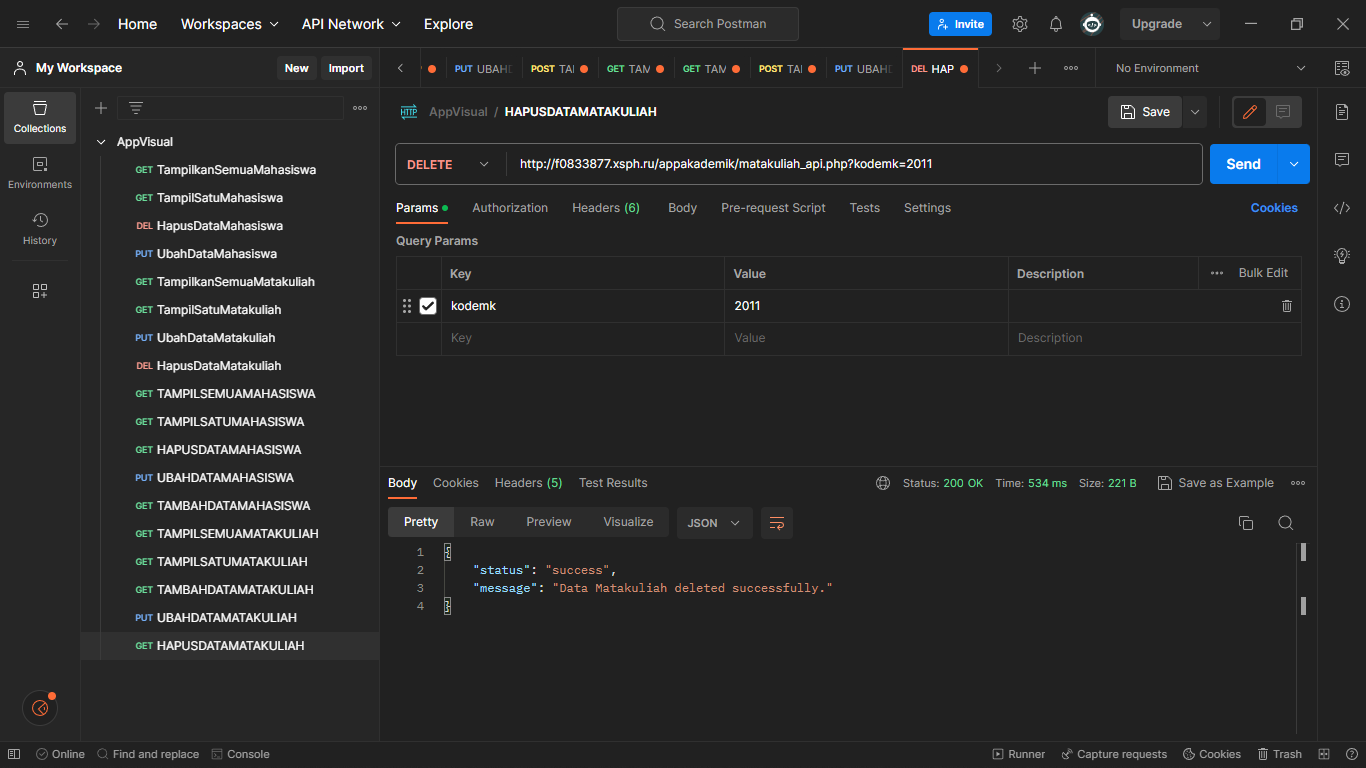 Home Workspaces API Network Explore Search Postman Invite Upgrade
My Workspace New Import
PUT UBAHD POST TAI GET TAM GET TAM POST TAI PUT UBAHD DEL HAP No Environment
Collections
Environments
History
AppVisual
GET TampilkanSemuaMahasiswa
GET TampilSatuMahasiswa
DEL HapusDataMahasiswa
PUT UbahDataMahasiswa
GET TampilkanSemuaMatakuliah
GET TampilSatuMatakuliah
PUT UbahDataMatakuliah
DEL HapusDataMatakuliah
GET TAMPILSEMUAMAHASISWA
GET TAMPILSATUMAHASISWA
GET HAPUSDATAMAHASISWA
PUT UBAHDATAMAHASISWA
GET TAMBAHDATAMAHASISWA
GET TAMPILSEMUAMATAKULIAH
GET TAMPILSATUMATAKULIAH
GET TAMBAHDATAMATAKULIAH
PUT UBAHDATAMATAKULIAH
GET HAPUSDATAMATAKULIAH
HTTP AppVisual / HAPUSDATAMATAKULIAH Save
DELETE http://f0833877.xsph.ru/appakademik/matakuliah_api.php?kodemk=2011 Send
Params Authorization Headers (6) Body Pre-request Script Tests Settings Cookies
Query Params
Key Value Description Bulk Edit
kodemk 2011
Key Value Description
Body Cookies Headers (5) Test Results Status: 200 OK Time: 534 ms Size: 221 B Save as Example
Pretty Raw Preview Visualize JSON
1 {
2 "status": "success",
3 "message": "Data Matakuliah deleted successfully."
4 }
Online Find and replace Console Runner Capture requests Cookies Trash